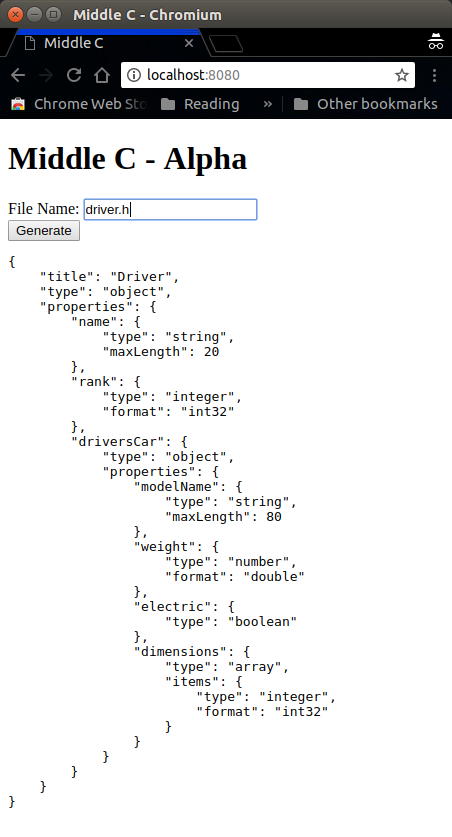 Middle C - Chromium
Middle C
localhost:8080
Chrome Web Sto
Reading
»
Other bookmarks
Middle C - Alpha
File Name: driver.h
Generate
{
    "title": "Driver",
    "type": "object",
    "properties": {
        "name": {
            "type": "string",
            "maxLength": 20
        },
        "rank": {
            "type": "integer",
            "format": "int32"
        },
        "driversCar": {
            "type": "object",
            "properties": {
                "modelName": {
                    "type": "string",
                    "maxLength": 80
                },
                "weight": {
                    "type": "number",
                    "format": "double"
                },
                "electric": {
                    "type": "boolean"
                },
                "dimensions": {
                    "type": "array",
                    "items": {
                        "type": "integer",
                        "format": "int32"
                    }
                }
            }
        }
    }
}